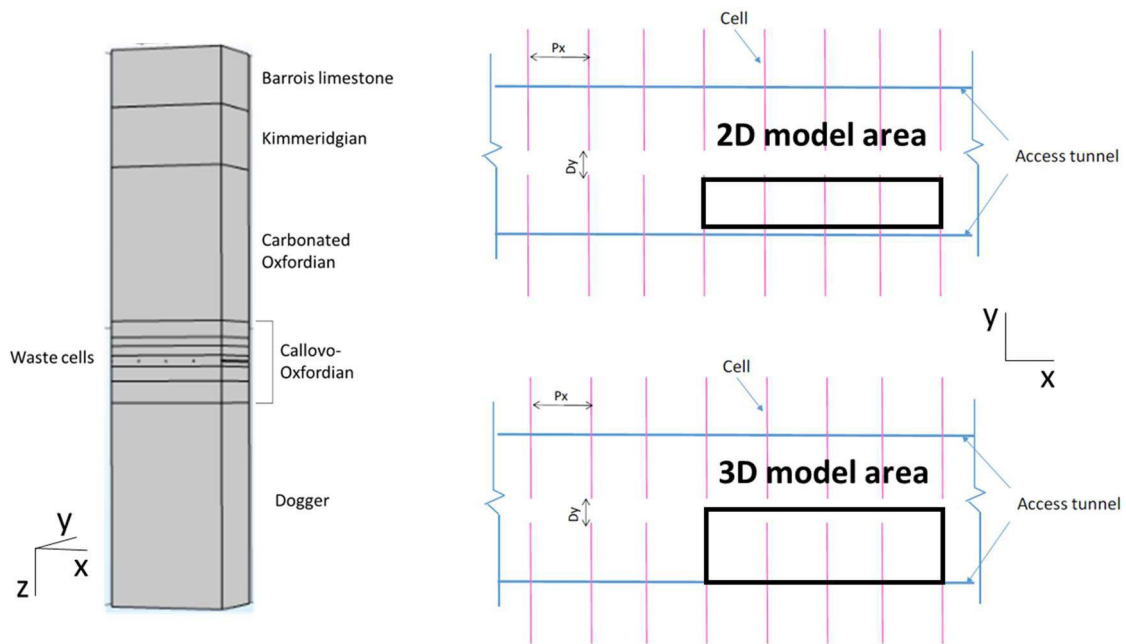 Barrois limestone
Kimmeridgian
Carbonated
Oxfordian
Waste cells
Callovo-
Oxfordian
Dogger
y
x
z
Cell
Px
2D model area
Dy
Access tunnel
y
x
Cell
Px
3D model area
Dy
Access tunnel